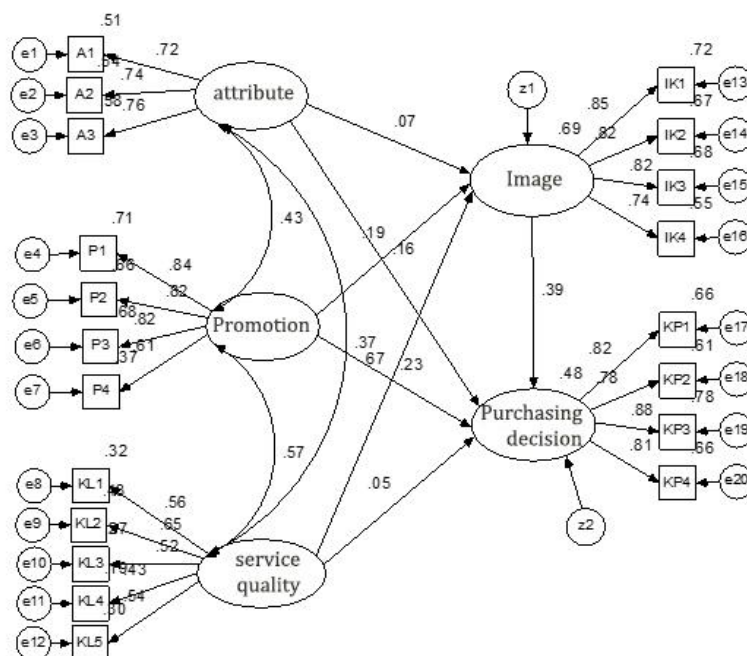 .51
.72
e1
A1
.54
.74
e2
A2
.58
.76
e3
A3
attribute
.07
z1
.69
Image
.72
.85
IK1
e13
.67
.82
IK2
e14
.68
.82
IK3
e15
.55
.74
IK4
e16
.43
.19
.16
.39
.71
.84
e4
P1
.66
.82
e5
P2
.68
.82
e6
P3
.37
.61
e7
P4
Promotion
.37
.67
.23
.48
Purchasing
decision
.66
.82
KP1
e17
.61
.78
KP2
e18
.78
.88
KP3
e19
.66
.81
KP4
e20
.57
.05
z2
.32
.56
e8
KL1
.65
e9
KL2
.27
.52
e10
KL3
.19
.43
e11
KL4
.54
.30
e12
KL5
service
quality